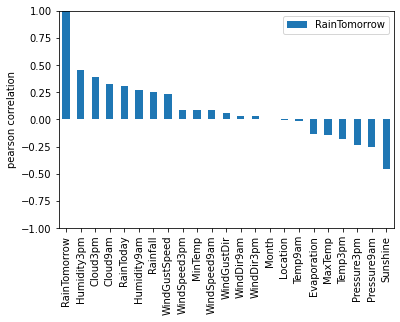 RainTomorrow
1.00
0.75
0.50
0.25
0.00
-0.25
-0.50
-0.75
-1.00
pearson correlation
RainTomorrow
Humidity3pm
Cloud3pm
Cloud9am
RainToday
Humidity9am
Rainfall
WindGustSpeed
WindSpeed3pm
MinTemp
WindSpeed9am
WindGustDir
WindDir9am
WindDir3pm
Month
Location
Temp9am
Evaporation
MaxTemp
Temp3pm
Pressure3pm
Pressure9am
Sunshine